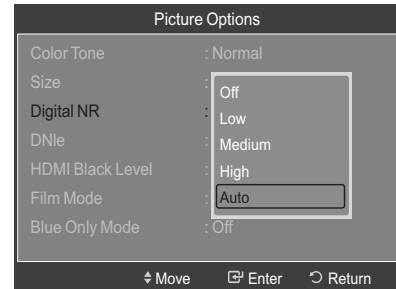 Picture Options
Color Tone : Normal
Size :
Digital NR : Off
DNIe : Low
HDMI Black Level : Medium
Film Mode : High
Blue Only Mode : Off
Auto
Move Enter Return